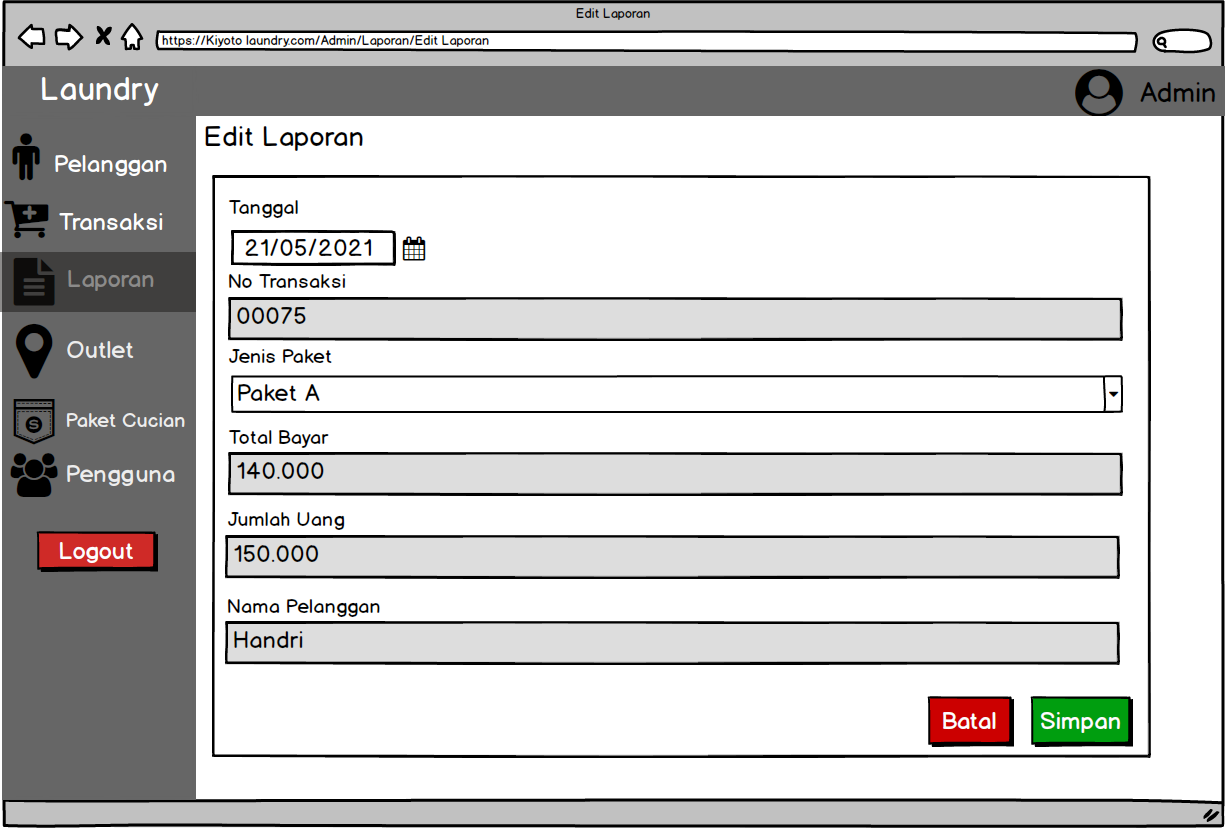 Edit Laporan
https://Kiyoto laundry.com/Admin/Laporan/Edit Laporan
Laundry
Admin
Pelanggan
Transaksi
Laporan
Outlet
S
Paket Cucian
Pengguna
Logout
Edit Laporan
Tanggal
21/05/2021
No Transaksi
00075
Jenis Paket
Paket A
Total Bayar
140.000
Jumlah Uang
150.000
Nama Pelanggan
Handri
Batal
Simpan